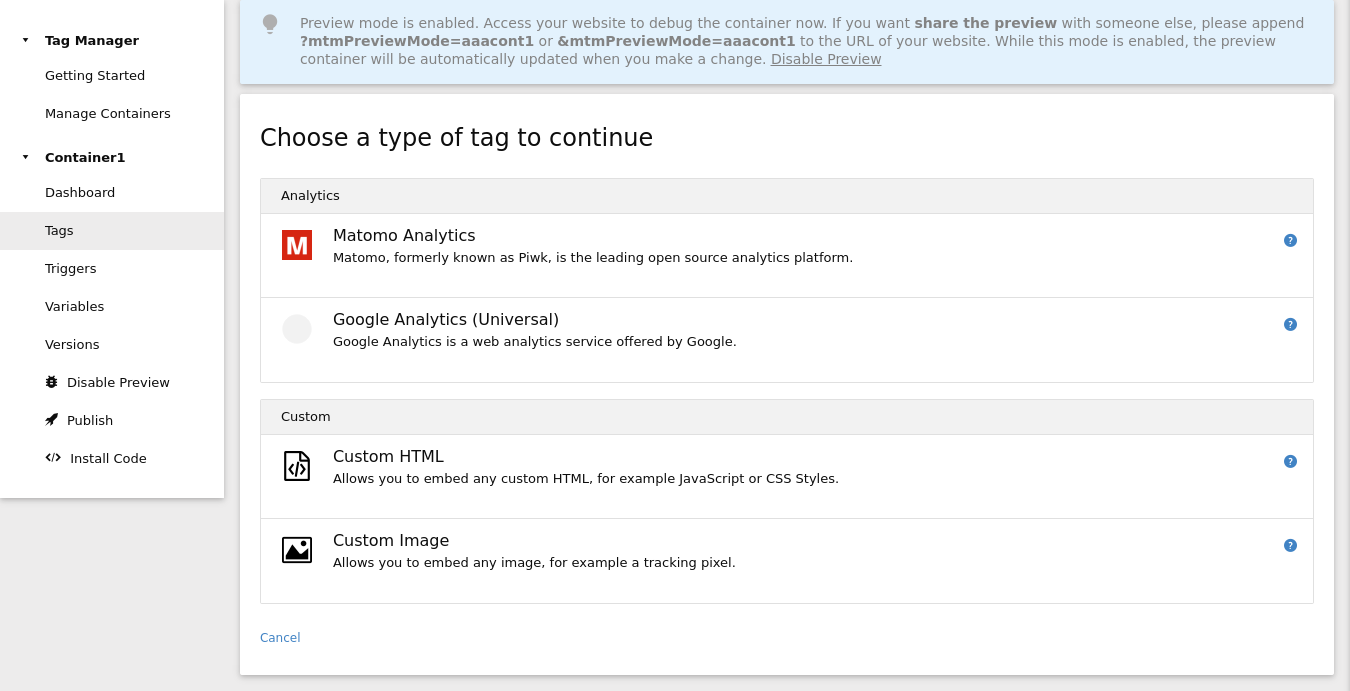 Tag Manager
Getting Started
Manage Containers
Container1
Dashboard
Tags
Triggers
Variables
Versions
Disable Preview
Publish
Install Code
Preview mode is enabled. Access your website to debug the container now. If you want share the preview with someone else, please append
?mtmPreviewMode=aaacont1 or &mtmPreviewMode=aaacont1 to the URL of your website. While this mode is enabled, the preview
container will be automatically updated when you make a change. Disable Preview
Choose a type of tag to continue
Analytics
M
Matomo Analytics
?
Matomo, formerly known as Piwk, is the leading open source analytics platform.
Google Analytics (Universal)
?
Google Analytics is a web analytics service offered by Google.
Custom
Custom HTML
?
Allows you to embed any custom HTML, for example JavaScript or CSS Styles.
Custom Image
?
Allows you to embed any image, for example a tracking pixel.
Cancel